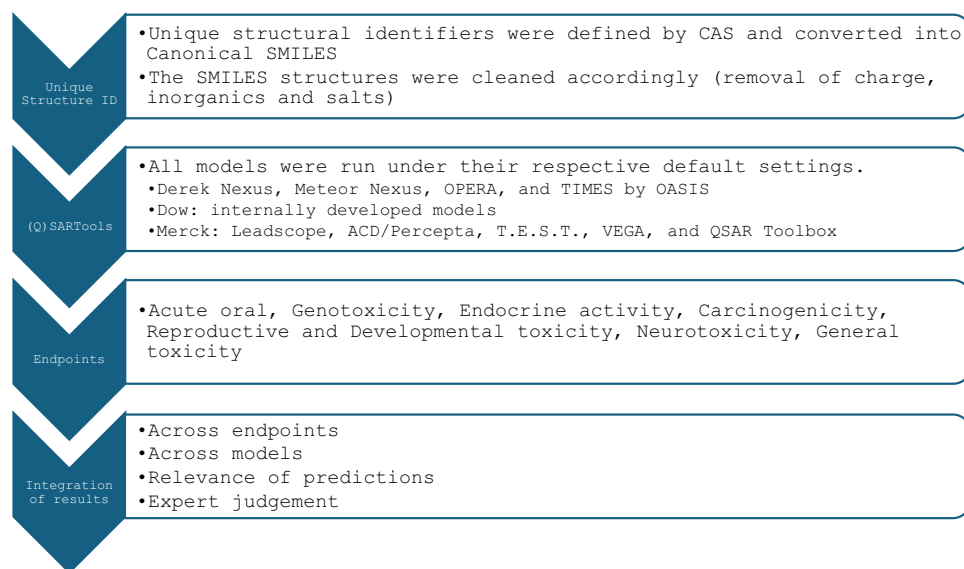 Unique
Structure ID
•Unique structural identifiers were defined by CAS and converted into
Canonical SMILES
•The SMILES structures were cleaned accordingly (removal of charge,
inorganics and salts)
(Q)SARTools
•All models were run under their respective default settings.
•Derek Nexus, Meteor Nexus, OPERA, and TIMES by OASIS
•Dow: internally developed models
•Merck: Leadscope, ACD/Percepta, T.E.S.T., VEGA, and QSAR Toolbox
Endpoints
•Acute oral, Genotoxicity, Endocrine activity, Carcinogenicity,
Reproductive and Developmental toxicity, Neurotoxicity, General
toxicity
Integration
of results
•Across endpoints
•Across models
•Relevance of predictions
•Expert judgement